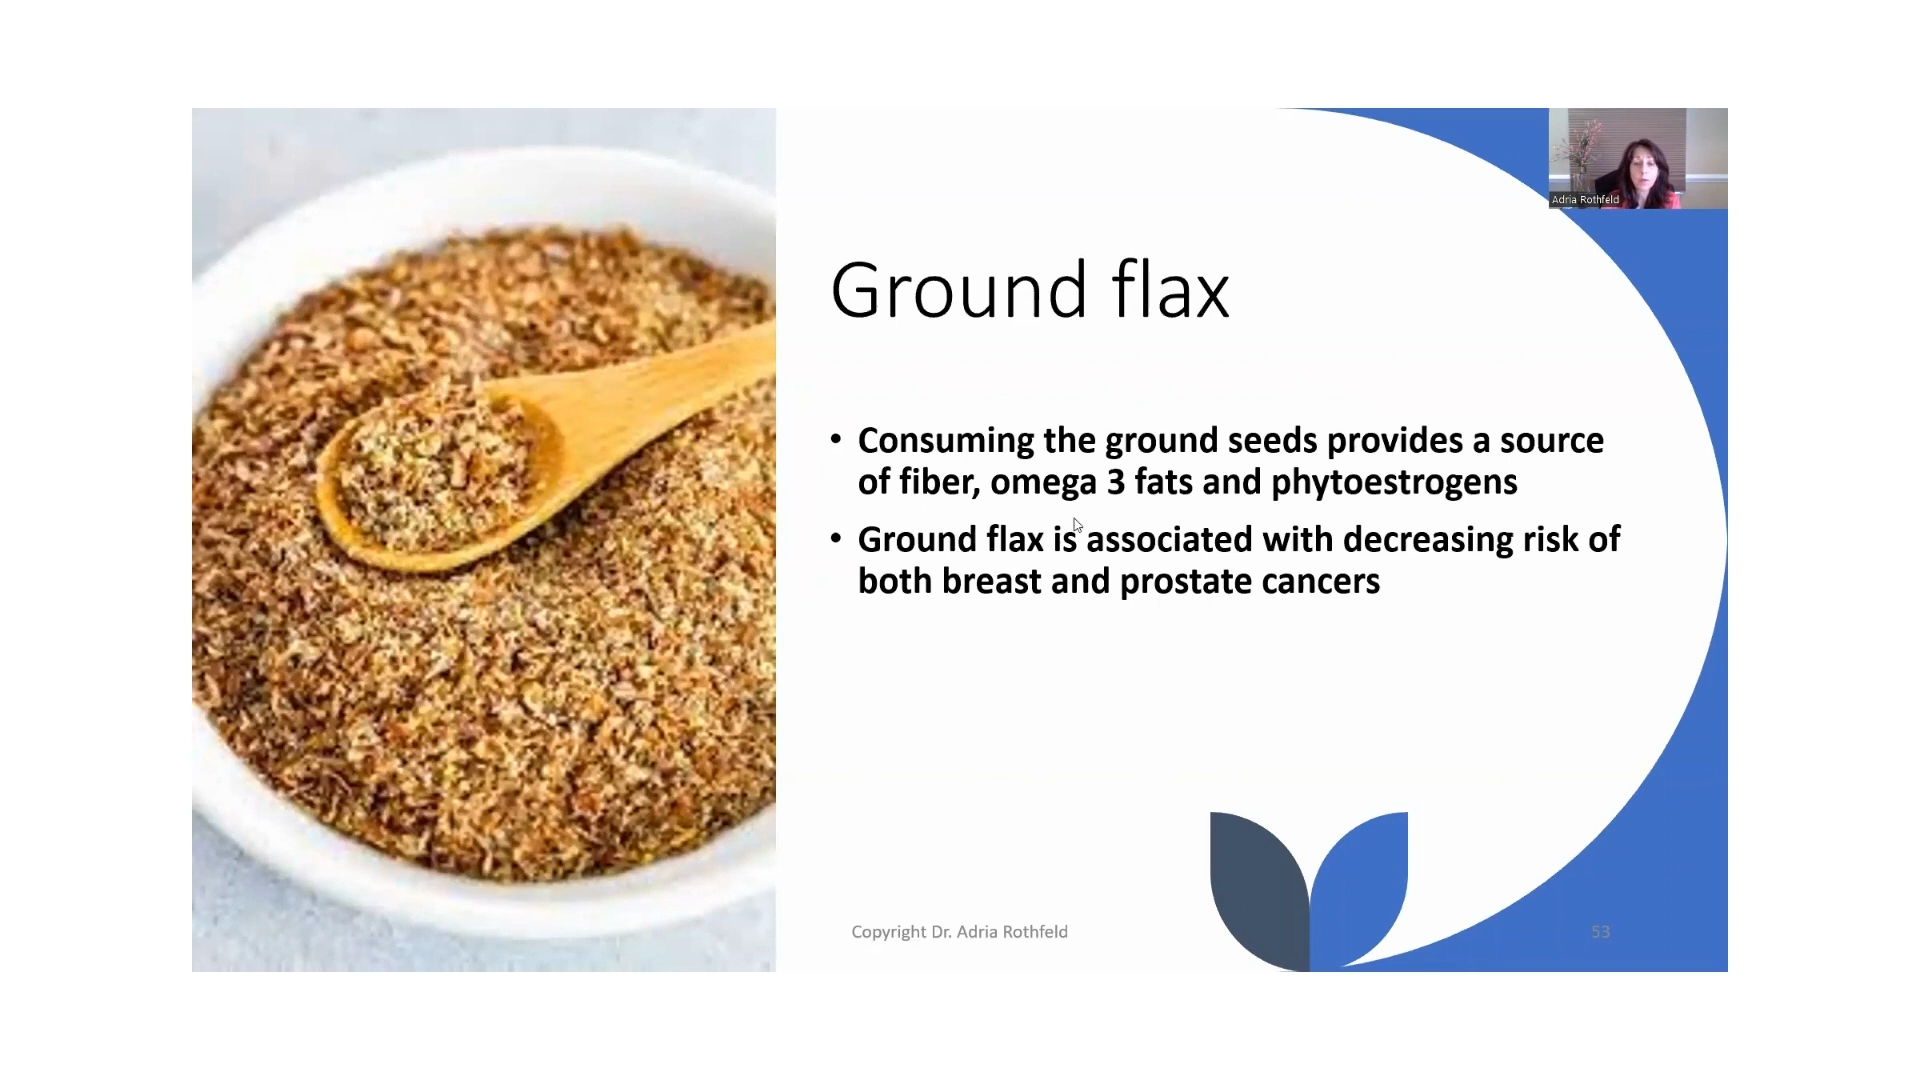 Adria Rothfeld
Ground flax
• Consuming the ground seeds provides a source
of fiber, omega 3 fats and phytoestrogens
• Ground flax is associated with decreasing risk of
both breast and prostate cancers
Copyright Dr. Adria Rothfeld
53